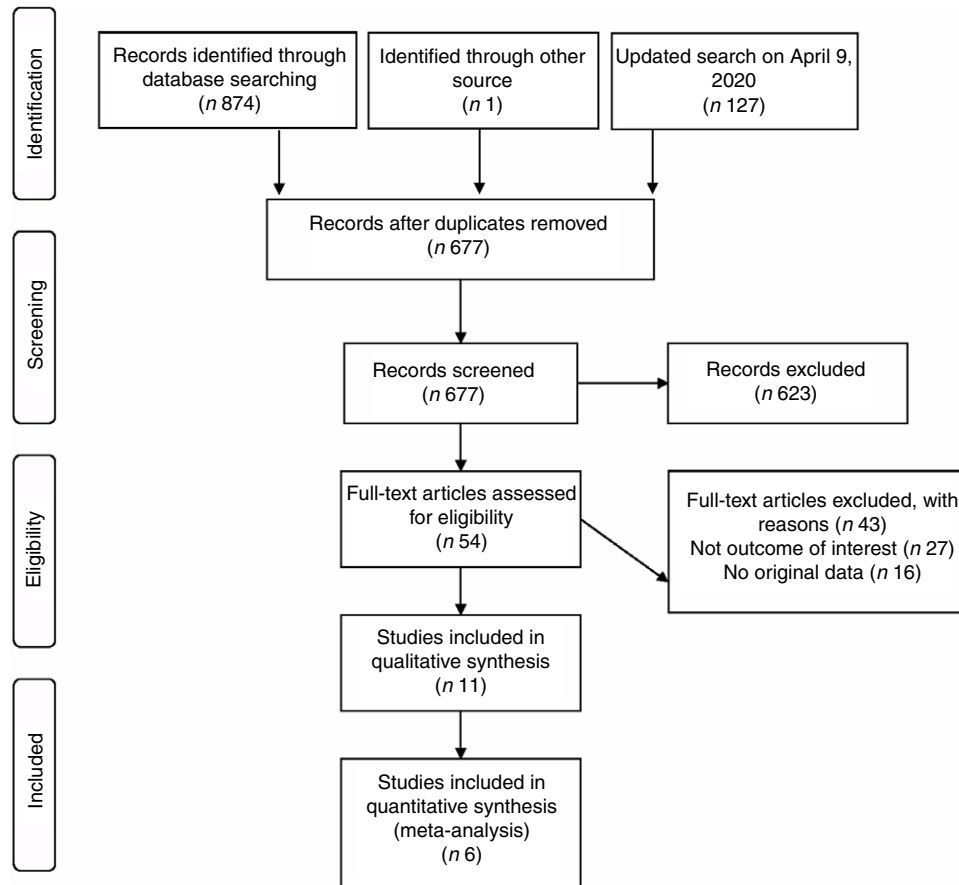 Identification
Records identified through
database searching
(n 874)
Identified through other
source
(n 1)
Updated search on April 9,
2020
(n 127)
Records after duplicates removed
(n 677)
Screening
Records screened
(n 677)
Records excluded
(n 623)
Eligibility
Full-text articles assessed
for eligibility
(n 54)
Full-text articles excluded, with
reasons (n 43)
Not outcome of interest (n 27)
No original data (n 16)
Studies included in
qualitative synthesis
(n 11)
Included
Studies included in
quantitative synthesis
(meta-analysis)
(n 6)